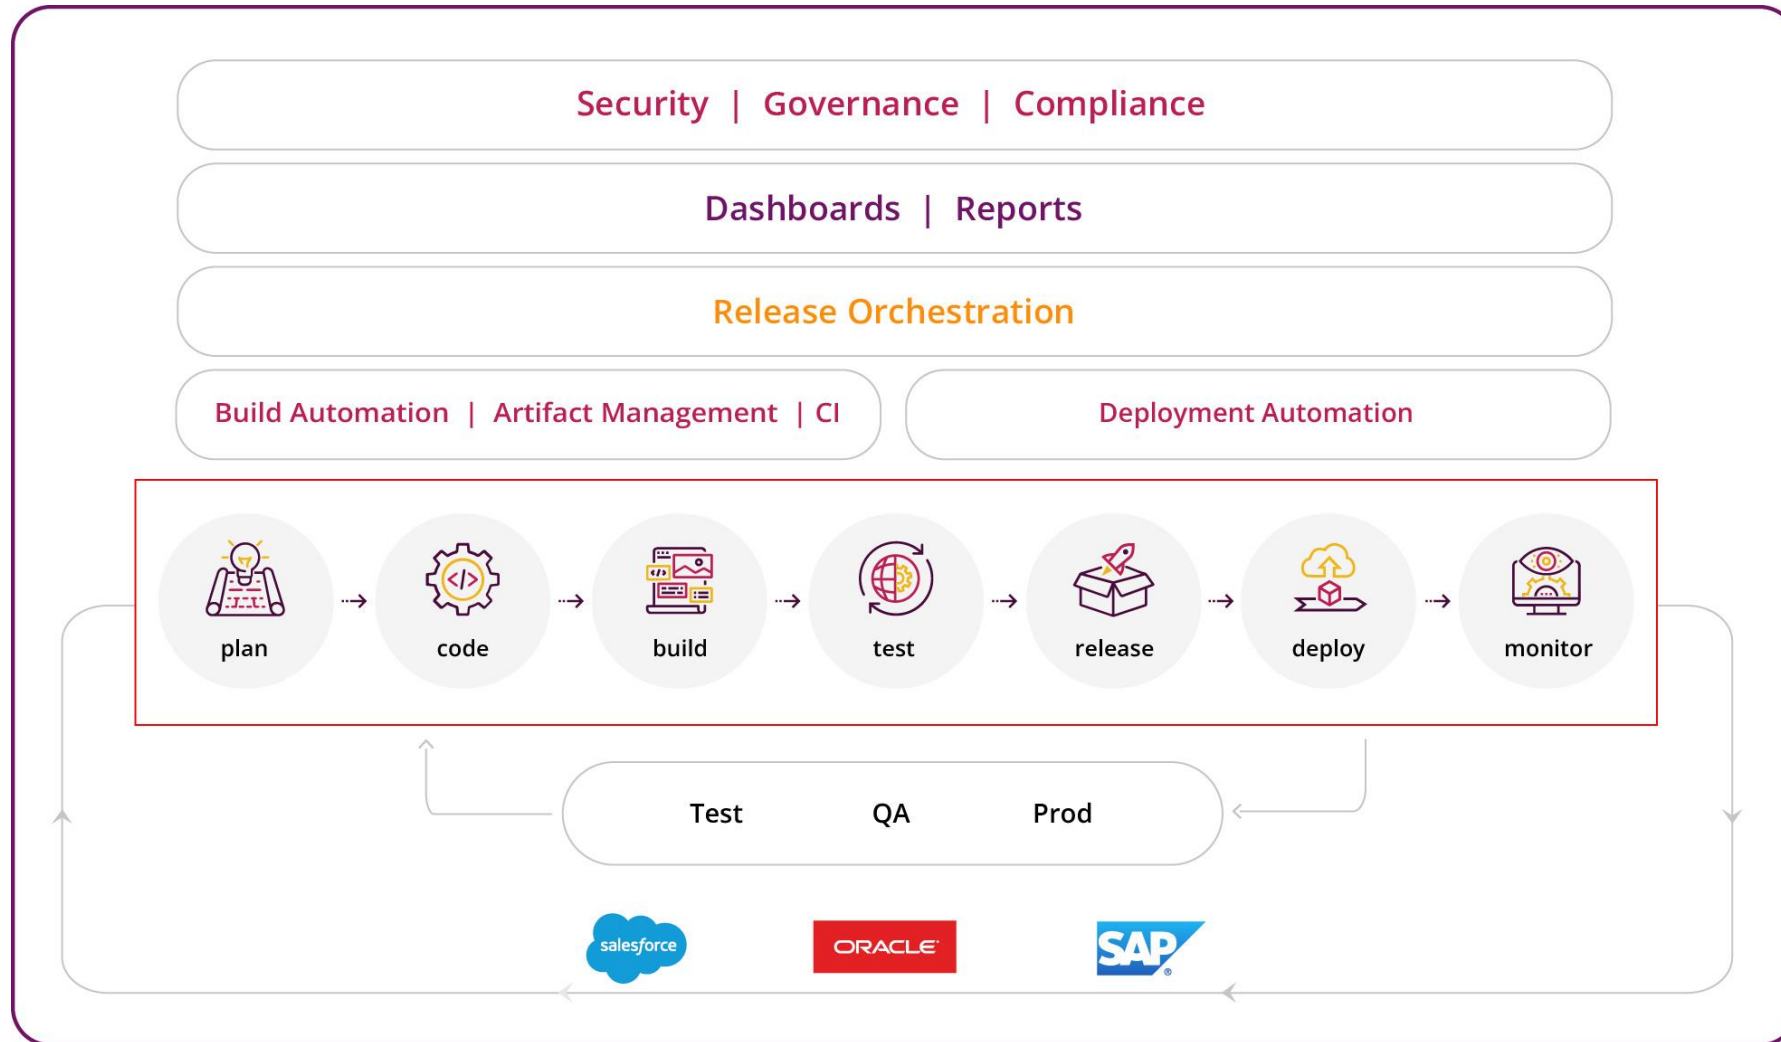 Security | Governance | Compliance
Dashboards | Reports
Release Orchestration
Build Automation | Artifact Management | CI
Deployment Automation
plan
code
build
test
release
deploy
monitor
Test
QA
Prod
salesforce
ORACLE
SAP